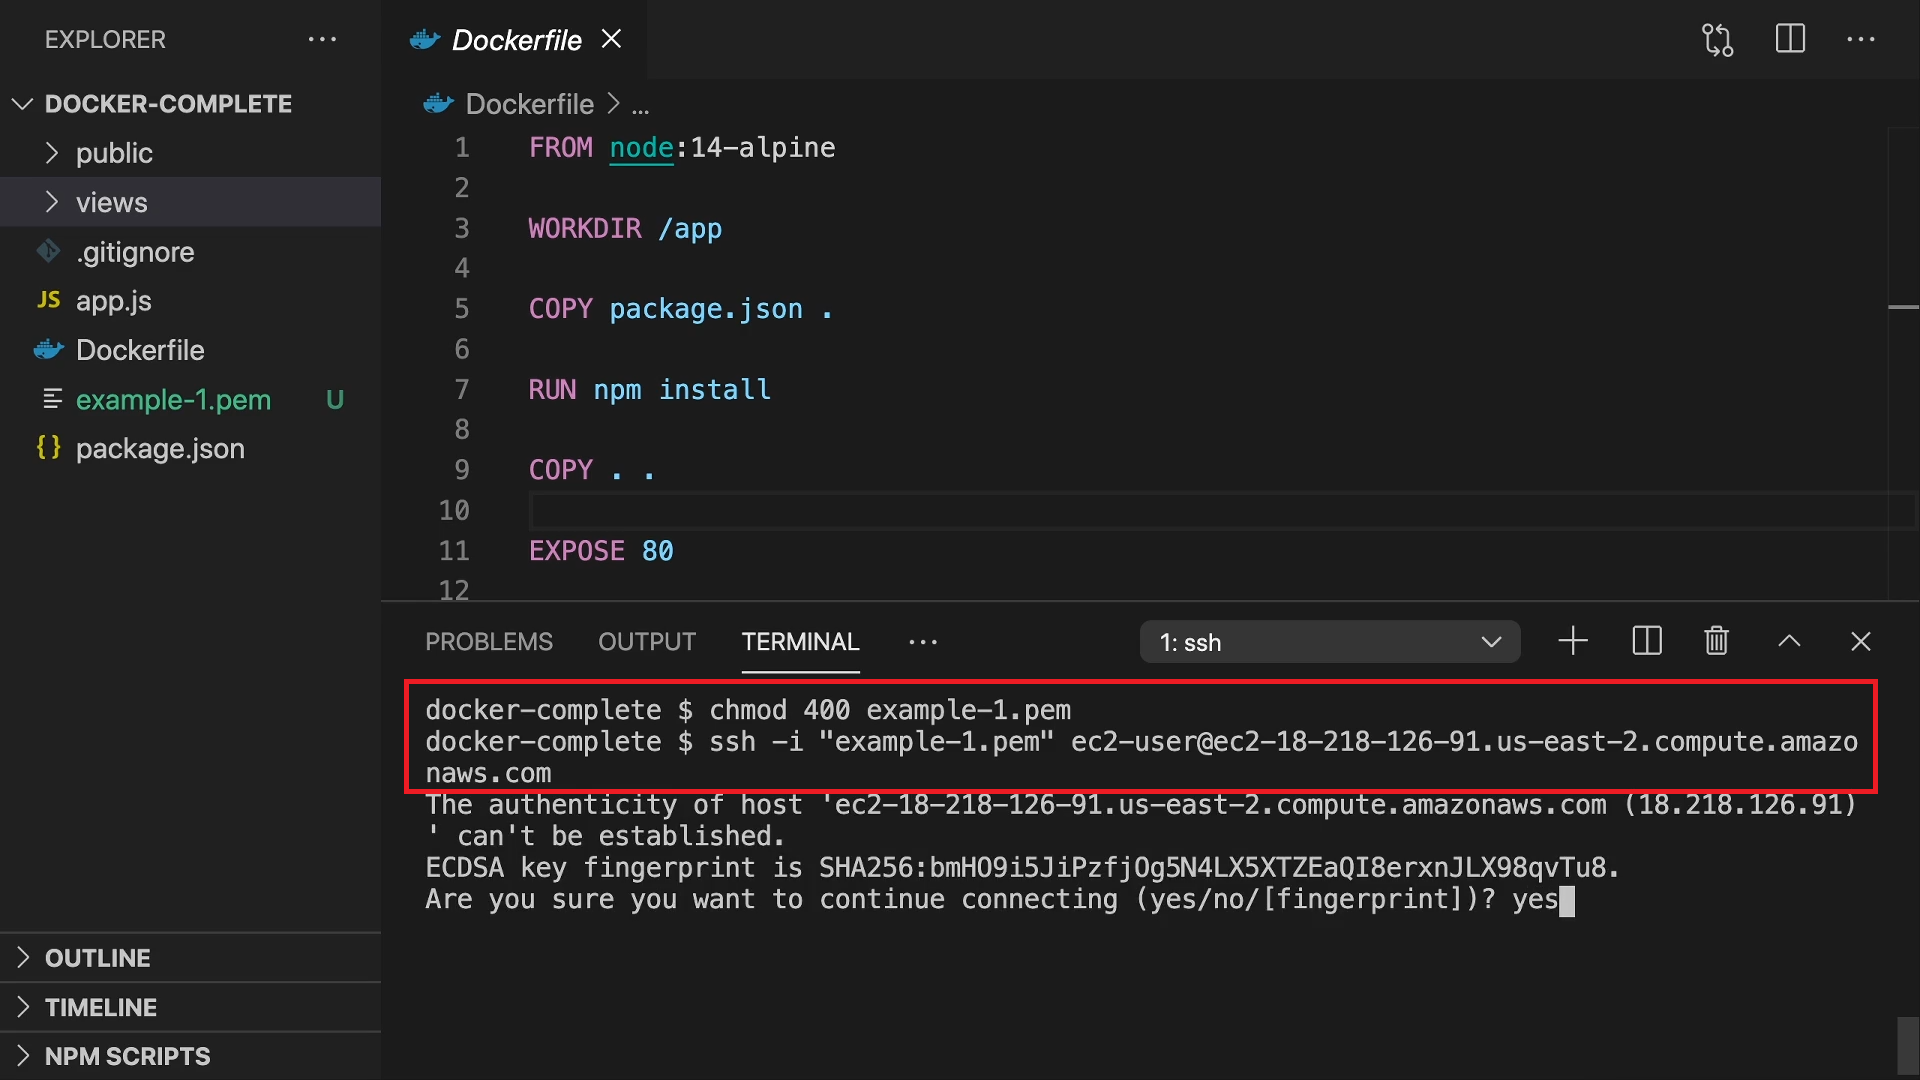 EXPLORER
DOCKER-COMPLETE
public
views
.gitignore
JS app.js
Dockerfile
example-1.pem U
{} package.json
OUTLINE
TIMELINE
NPM SCRIPTS
Dockerfile
Dockerfile > ...
1 FROM node:14-alpine
2
3 WORKDIR /app
4
5 COPY package.json .
6
7 RUN npm install
8
9 COPY . .
10
11 EXPOSE 80
12
PROBLEMS OUTPUT TERMINAL ... 1: ssh
docker-complete $ chmod 400 example-1.pem
docker-complete $ ssh -i "example-1.pem" ec2-user@ec2-18-218-126-91.us-east-2.compute.amazo
naws.com
The authenticity of host 'ec2-18-218-126-91.us-east-2.compute.amazonaws.com (18.218.126.91)
' can't be established.
ECDSA key fingerprint is SHA256:bmHO9i5JiPzfjOg5N4LX5XTZEaQI8erxnJLX98qvTu8.
Are you sure you want to continue connecting (yes/no/[fingerprint])? yes